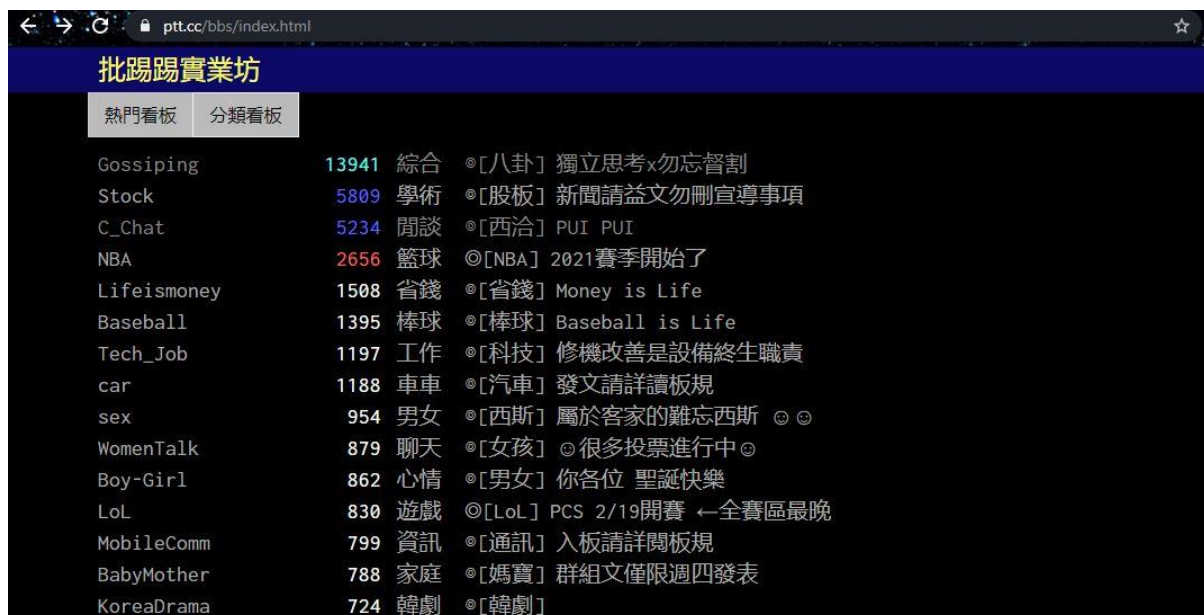 ptt.cc/bbs/index.html
批踢踢實業坊
熱門看板 分類看板
Gossiping 13941 綜合 ◎[八卦] 獨立思考x勿忘督割
Stock 5809 學術 ◎[股板] 新聞請益文勿刪宣導事項
C_Chat 5234 閒談 ◎[西洽] PUI PUI
NBA 2656 籃球 ◎[NBA] 2021賽季開始了
Lifeismoney 1508 省錢 ◎[省錢] Money is Life
Baseball 1395 棒球 ◎[棒球] Baseball is Life
Tech_Job 1197 工作 ◎[科技] 修機改善是設備終生職責
car 1188 車車 ◎[汽車] 發文請詳讀板規
sex 954 男女 ◎[西斯] 屬於客家的難忘西斯 ☺☺
WomenTalk 879 聊天 ◎[女孩] ☺很多投票進行中☺
Boy-Girl 862 心情 ◎[男女] 你各位 聖誕快樂
LoL 830 遊戲 ◎[LoL] PCS 2/19開賽 ←全賽區最晚
MobileComm 799 資訊 ◎[通訊] 入板請詳閱板規
BabyMother 788 家庭 ◎[媽寶] 群組文僅限週四發表
KoreaDrama 724 韓劇 ◎[韓劇]